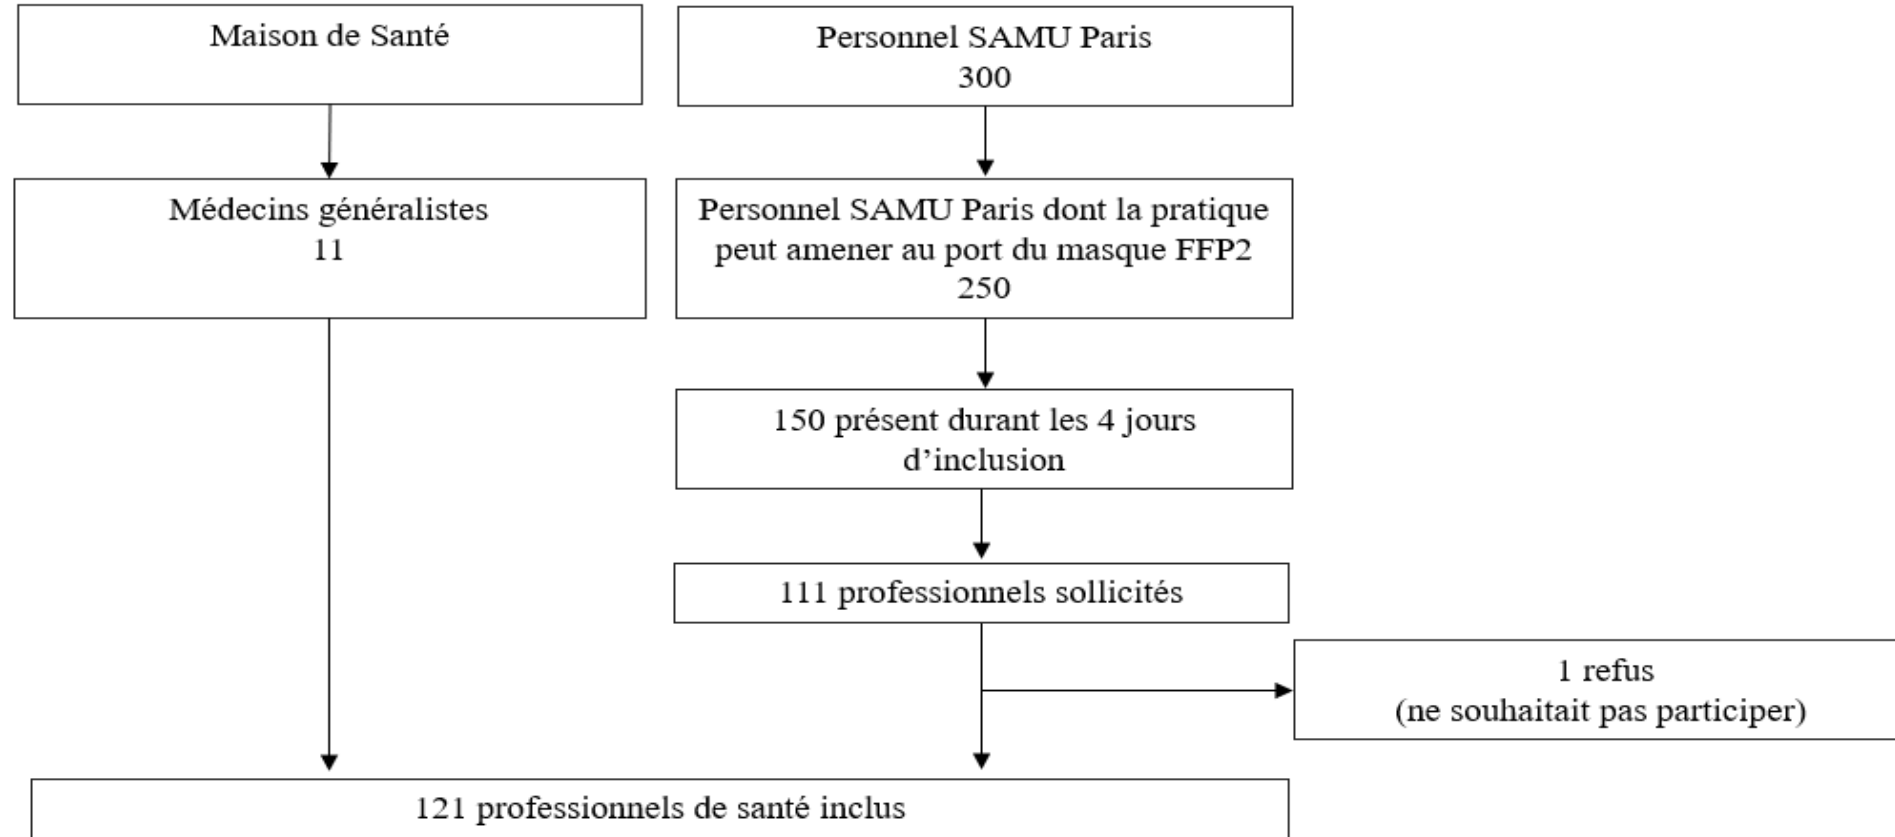 Maison de Santé
Personnel SAMU Paris
300
Médecins généralistes
11
Personnel SAMU Paris dont la pratique
peut amener au port du masque FFP2
250
150 présent durant les 4 jours
d’inclusion
111 professionnels sollicités
1 refus
(ne souhaitait pas participer)
121 professionnels de santé inclus